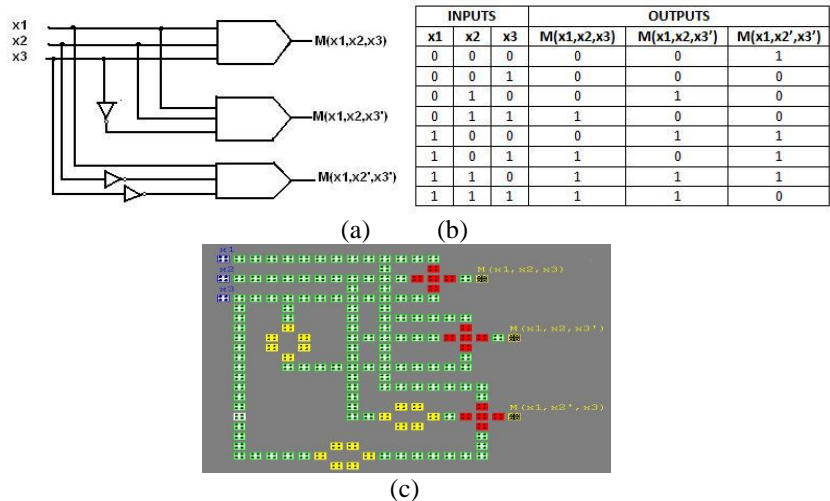 x1
x2
x3
M(x1,x2,x3)
M(x1,x2,x3')
M(x1,x2',x3')
INPUTS OUTPUTS
x1 x2 x3 M(x1,x2,x3) M(x1,x2,x3') M(x1,x2',x3')
0 0 0 0 0 1
0 0 1 0 0 0
0 1 0 0 1 0
0 1 1 1 0 0
1 0 0 0 1 1
1 0 1 1 0 1
1 1 0 1 1 1
1 1 1 1 1 0
(a) (b)
x1
x2
x3
M(x1,x2,x3)
M(x1,x2,x3')
M(x1,x2',x3)
(c)